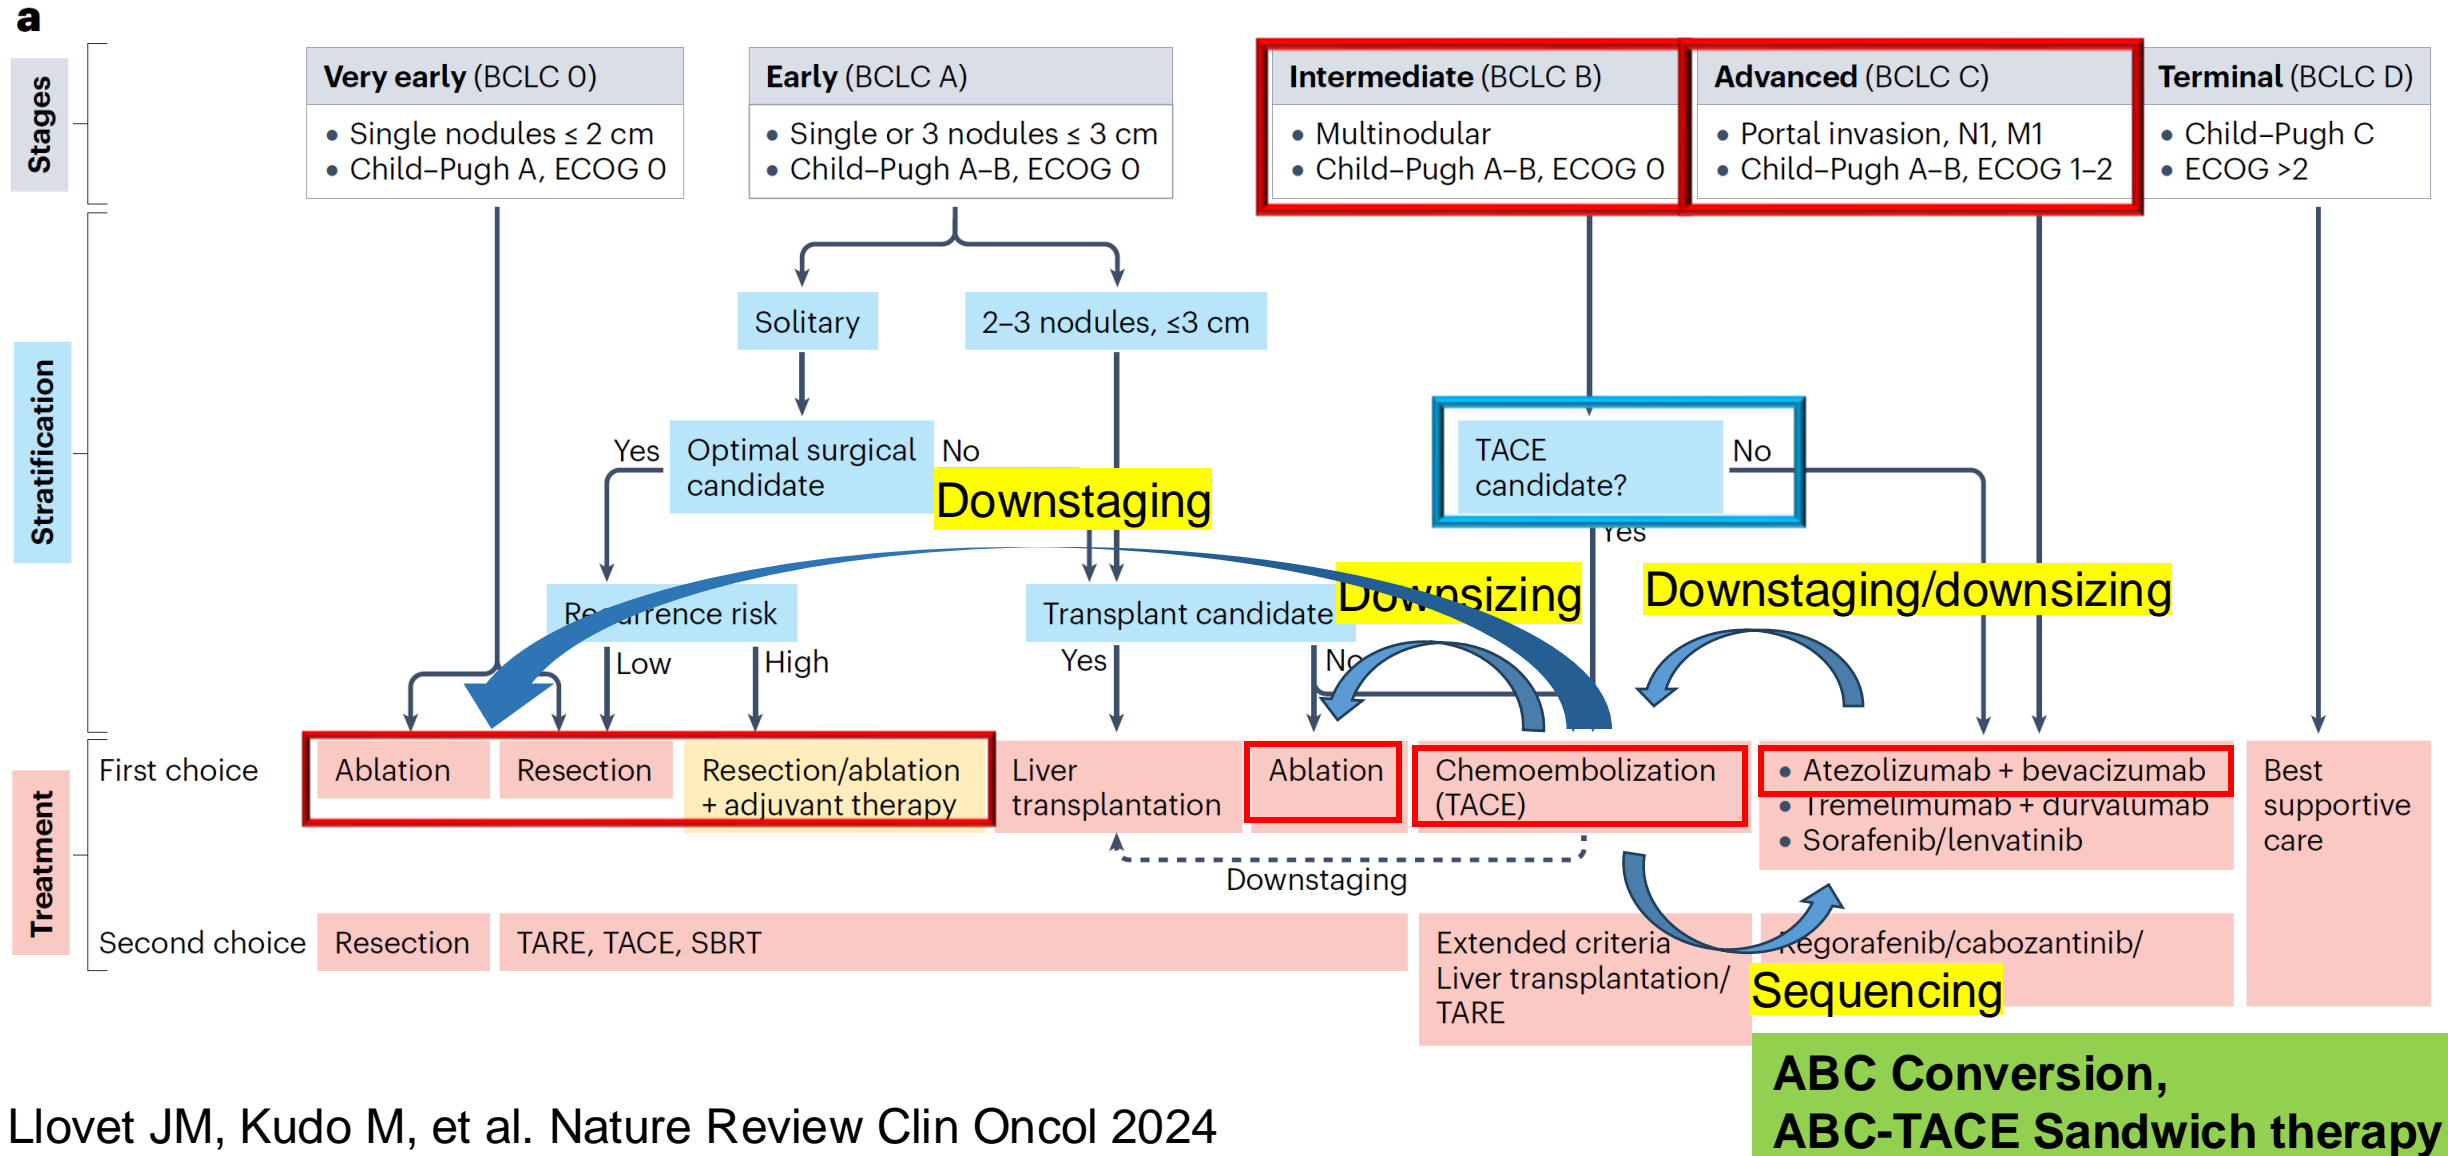 a
Stages
Very early (BCLC 0)
• Single nodules ≤ 2 cm
• Child–Pugh A, ECOG 0
Early (BCLC A)
• Single or 3 nodules ≤ 3 cm
• Child–Pugh A–B, ECOG 0
Intermediate (BCLC B)
• Multinodular
• Child–Pugh A–B, ECOG 0
Advanced (BCLC C)
• Portal invasion, N1, M1
• Child–Pugh A–B, ECOG 1–2
Terminal (BCLC D)
• Child–Pugh C
• ECOG >2
Stratification
Solitary
2–3 nodules, ≤3 cm
Yes
Optimal surgical
candidate
No
Downstaging
TACE
candidate?
No
Yes
Recurrence risk
Low
High
Transplant candidate
Yes
No
Downsizing
Downstaging/downsizing
Treatment
First choice
Ablation
Resection
Resection/ablation
+ adjuvant therapy
Liver
transplantation
Ablation
Chemoembolization
(TACE)
• Atezolizumab + bevacizumab
• Tremelimumab + durvalumab
• Sorafenib/lenvatinib
Best
supportive
care
Downstaging
Second choice
Resection
TARE, TACE, SBRT
Extended criteria
Liver transplantation/
TARE
Regorafenib/cabozantinib/
Sequencing
ABC Conversion,
ABC-TACE Sandwich therapy
Llovet JM, Kudo M, et al. Nature Review Clin Oncol 2024